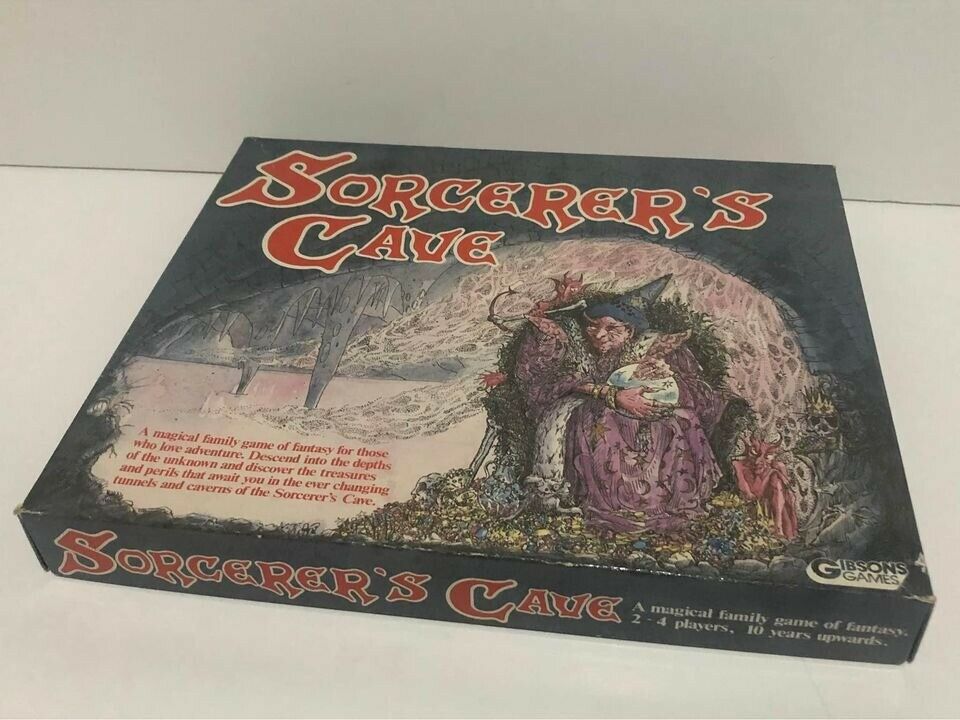 SORCERER'S
CAVE
A magical family game of fantasy for those
who love adventure. Descend into the depths
of the unknown and discover the treasures
and perils that await you in the ever changing
tunnels and caverns of the Sorcerer's Cave.
GIBSONS
GAMES
SORCERER'S CAVE
A magical family game of fantasy.
2 - 4 players, 10 years upwards.